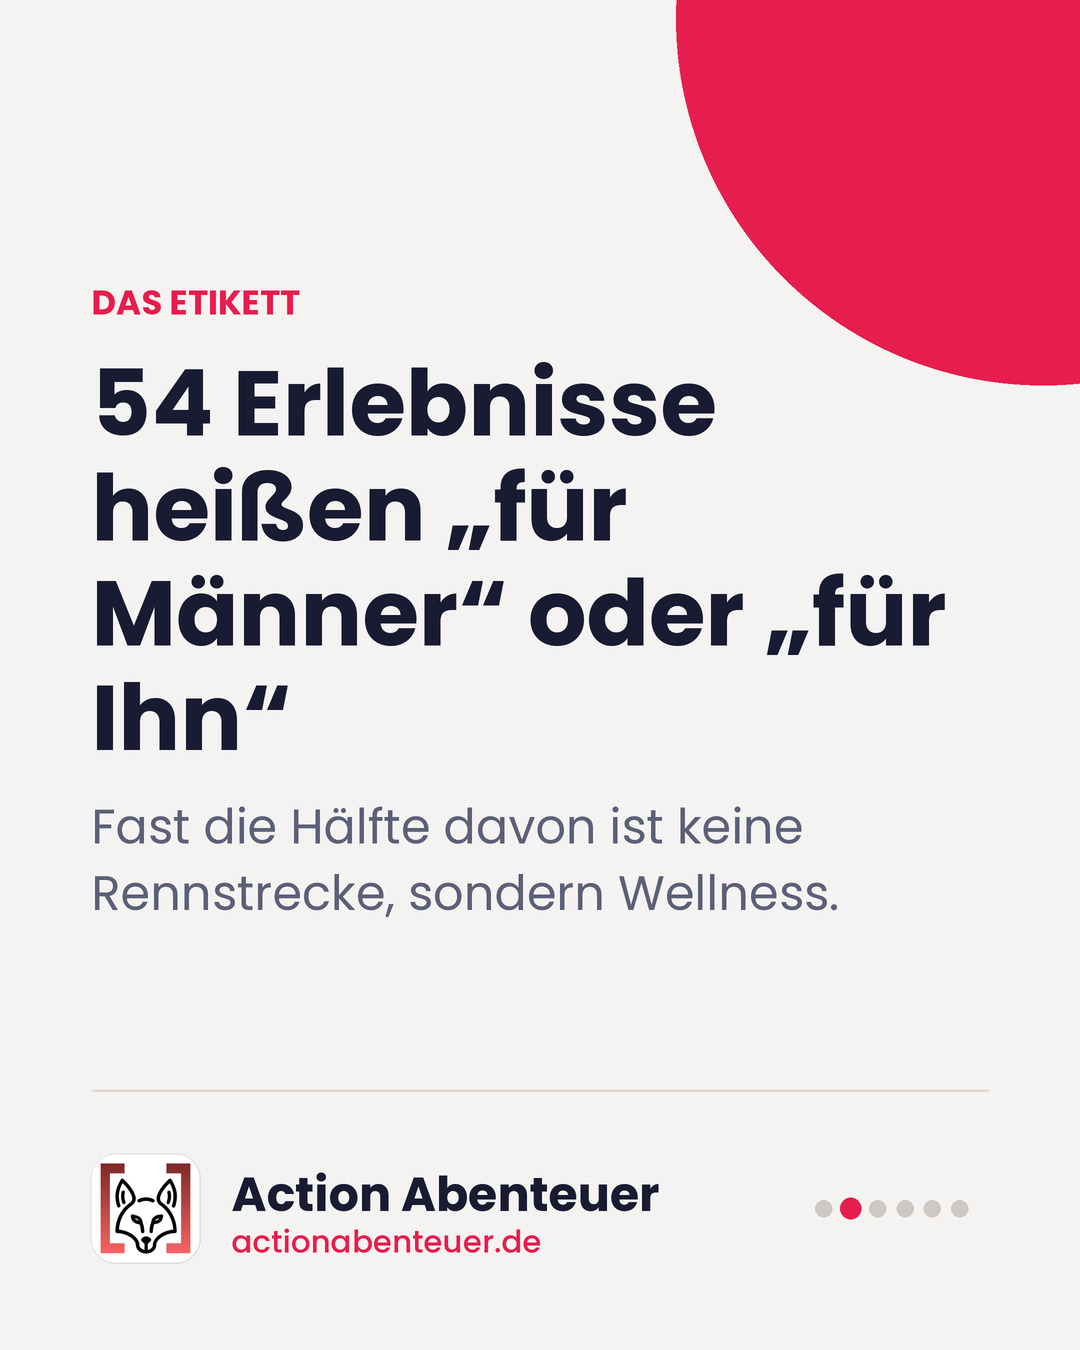 DAS ETIKETT
54 Erlebnisse
heißen „für
Männer“ oder „für
Ihn“
Fast die Hälfte davon ist keine
Rennstrecke, sondern Wellness.
Action Abenteuer
actionabenteuer.de